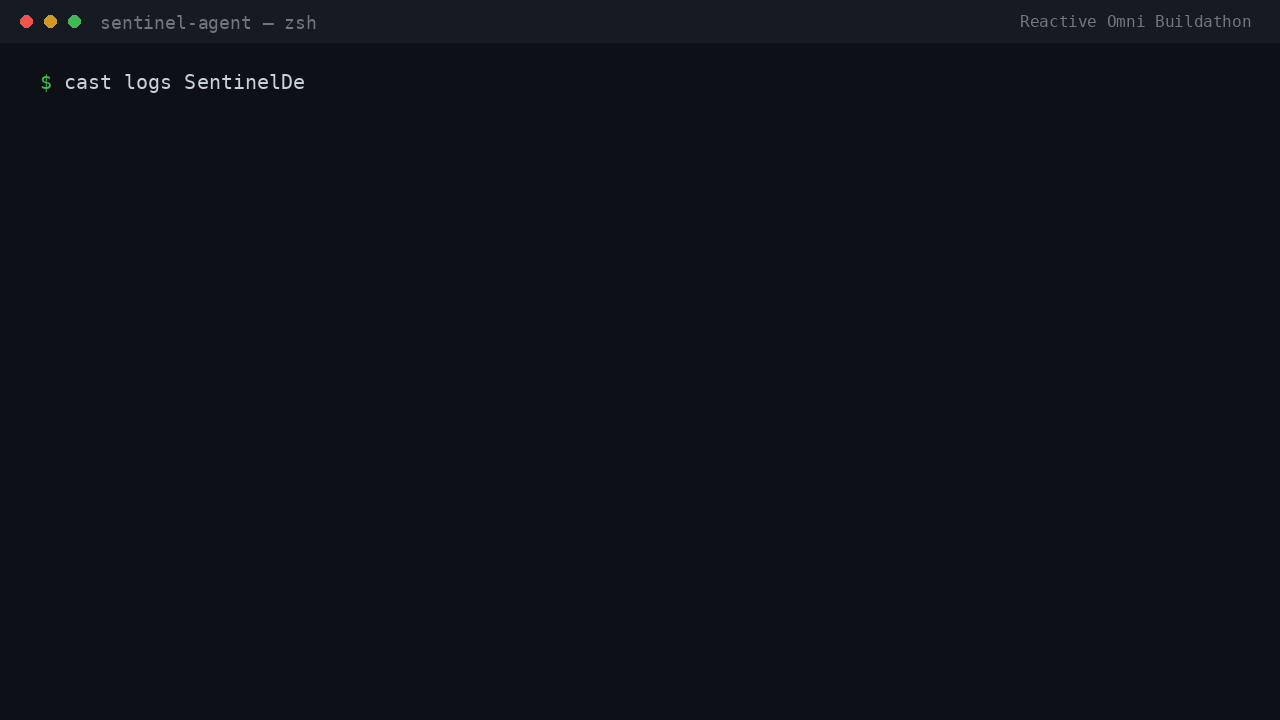 sentinel-agent — zsh
Reactive Omni Buildathon
$ cast logs SentinelDe